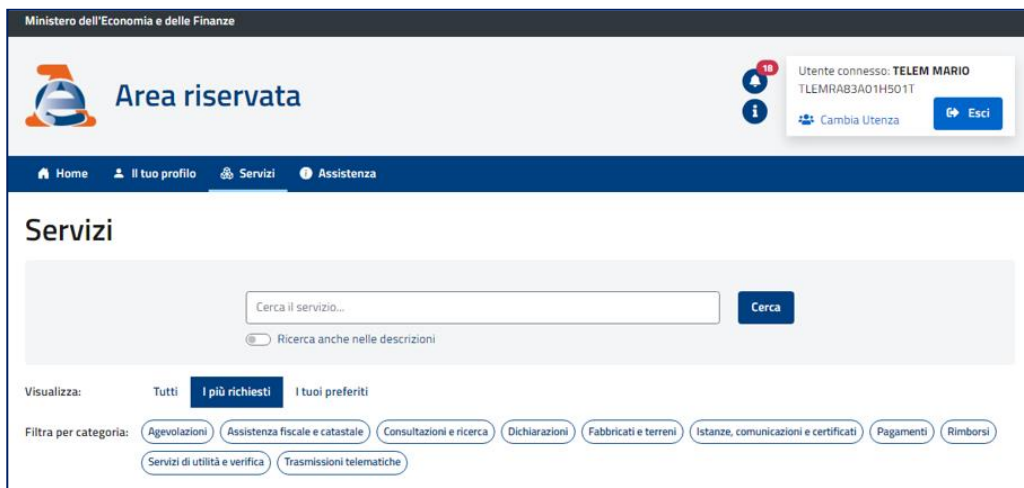 Ministero dell'Economia e delle Finanze
Area riservata
18
Utente connesso: TELEM MARIO
TLEMRA83A01H501T
Cambia Utenza
Esci
Home Il tuo profilo Servizi Assistenza
Servizi
Cerca il servizio... Cerca
Ricerca anche nelle descrizioni
Visualizza: Tutti I più richiesti I tuoi preferiti
Filtra per categoria: Agevolazioni Assistenza fiscale e catastale Consultazioni e ricerca Dichiarazioni Fabbricati e terreni Istanze, comunicazioni e certificati Pagamenti Rimborsi
Servizi di utilità e verifica Trasmissioni telematiche